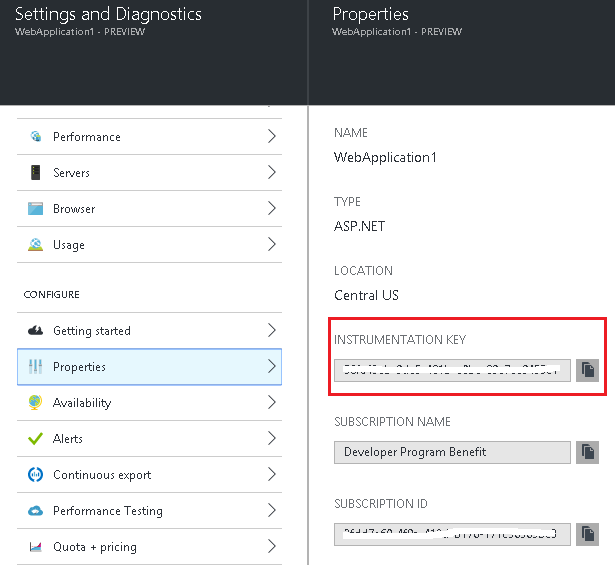 Settings and Diagnostics
WebApplication1 - PREVIEW
Performance
Servers
Browser
Usage
CONFIGURE
Getting started
Properties
Availability
Alerts
Continuous export
Performance Testing
Quota + pricing
Properties
WebApplication1 - PREVIEW
NAME
WebApplication1
TYPE
ASP.NET
LOCATION
Central US
INSTRUMENTATION KEY
SUBSCRIPTION NAME
Developer Program Benefit
SUBSCRIPTION ID